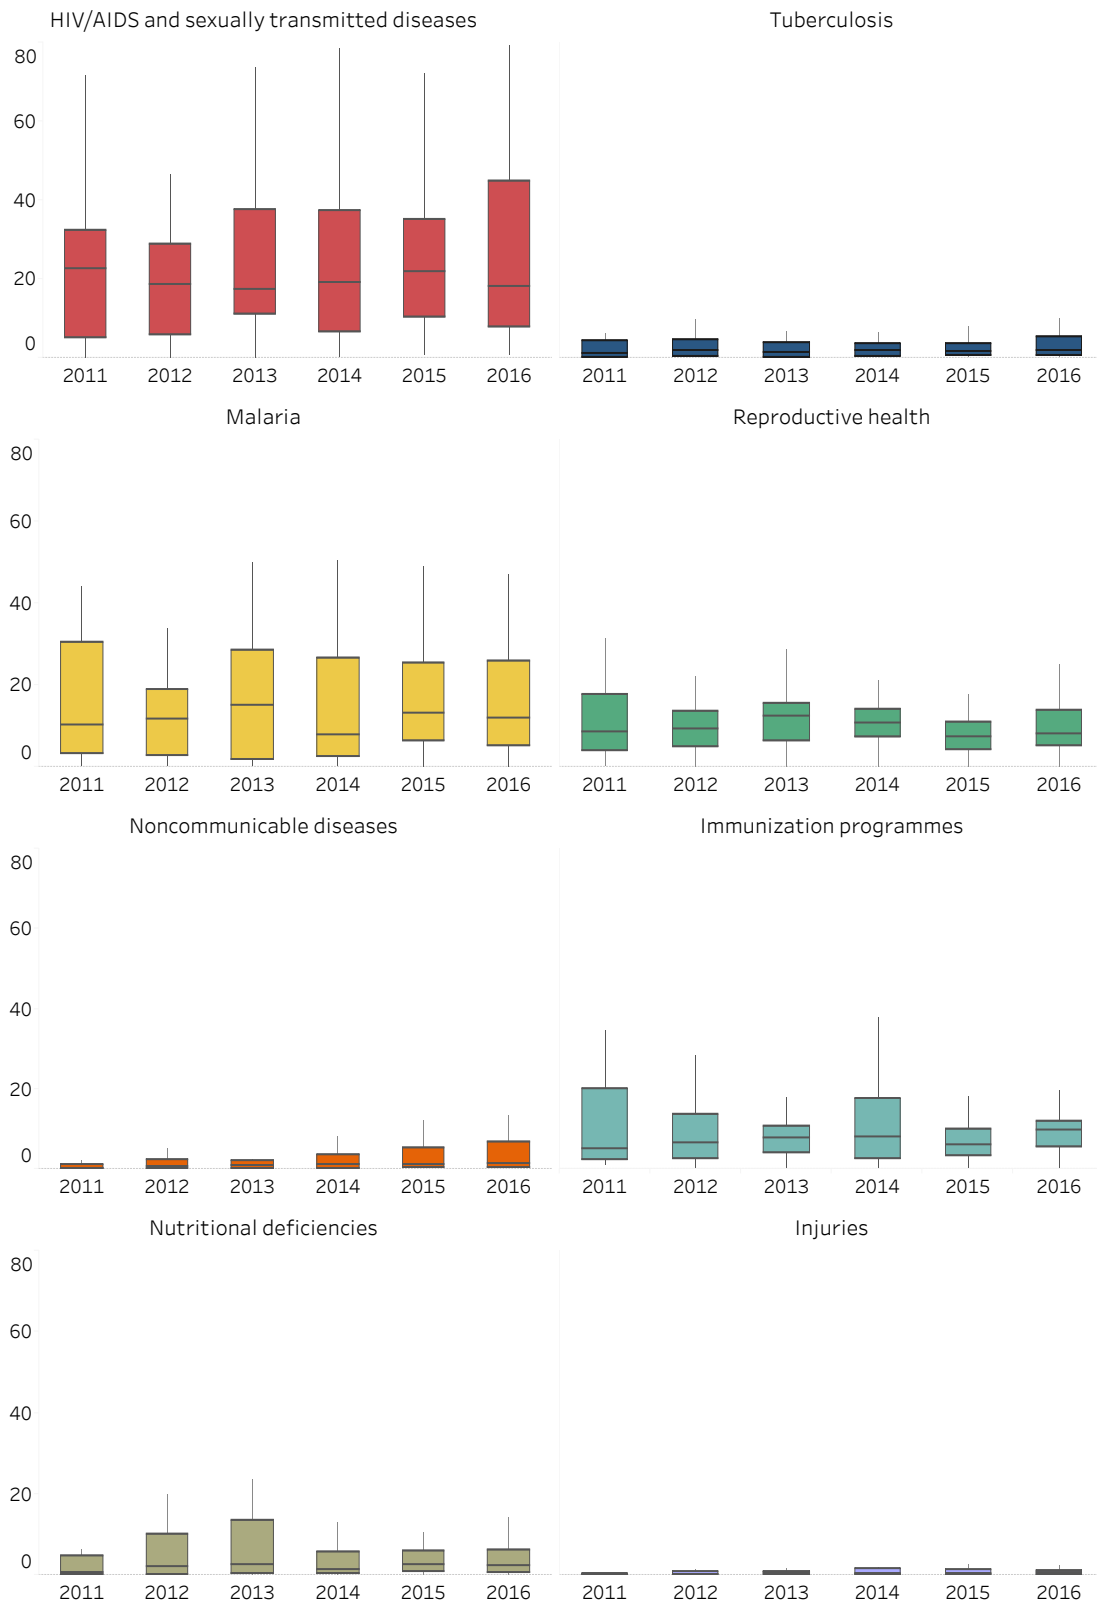 HIV/AIDS and sexually transmitted diseases
80
60
40
20
0
2011 2012 2013 2014 2015 2016
Tuberculosis
2011 2012 2013 2014 2015 2016
Malaria
80
60
40
20
0
2011 2012 2013 2014 2015 2016
Reproductive health
2011 2012 2013 2014 2015 2016
Noncommunicable diseases
80
60
40
20
0
2011 2012 2013 2014 2015 2016
Immunization programmes
2011 2012 2013 2014 2015 2016
Nutritional deficiencies
80
60
40
20
0
2011 2012 2013 2014 2015 2016
Injuries
2011 2012 2013 2014 2015 2016